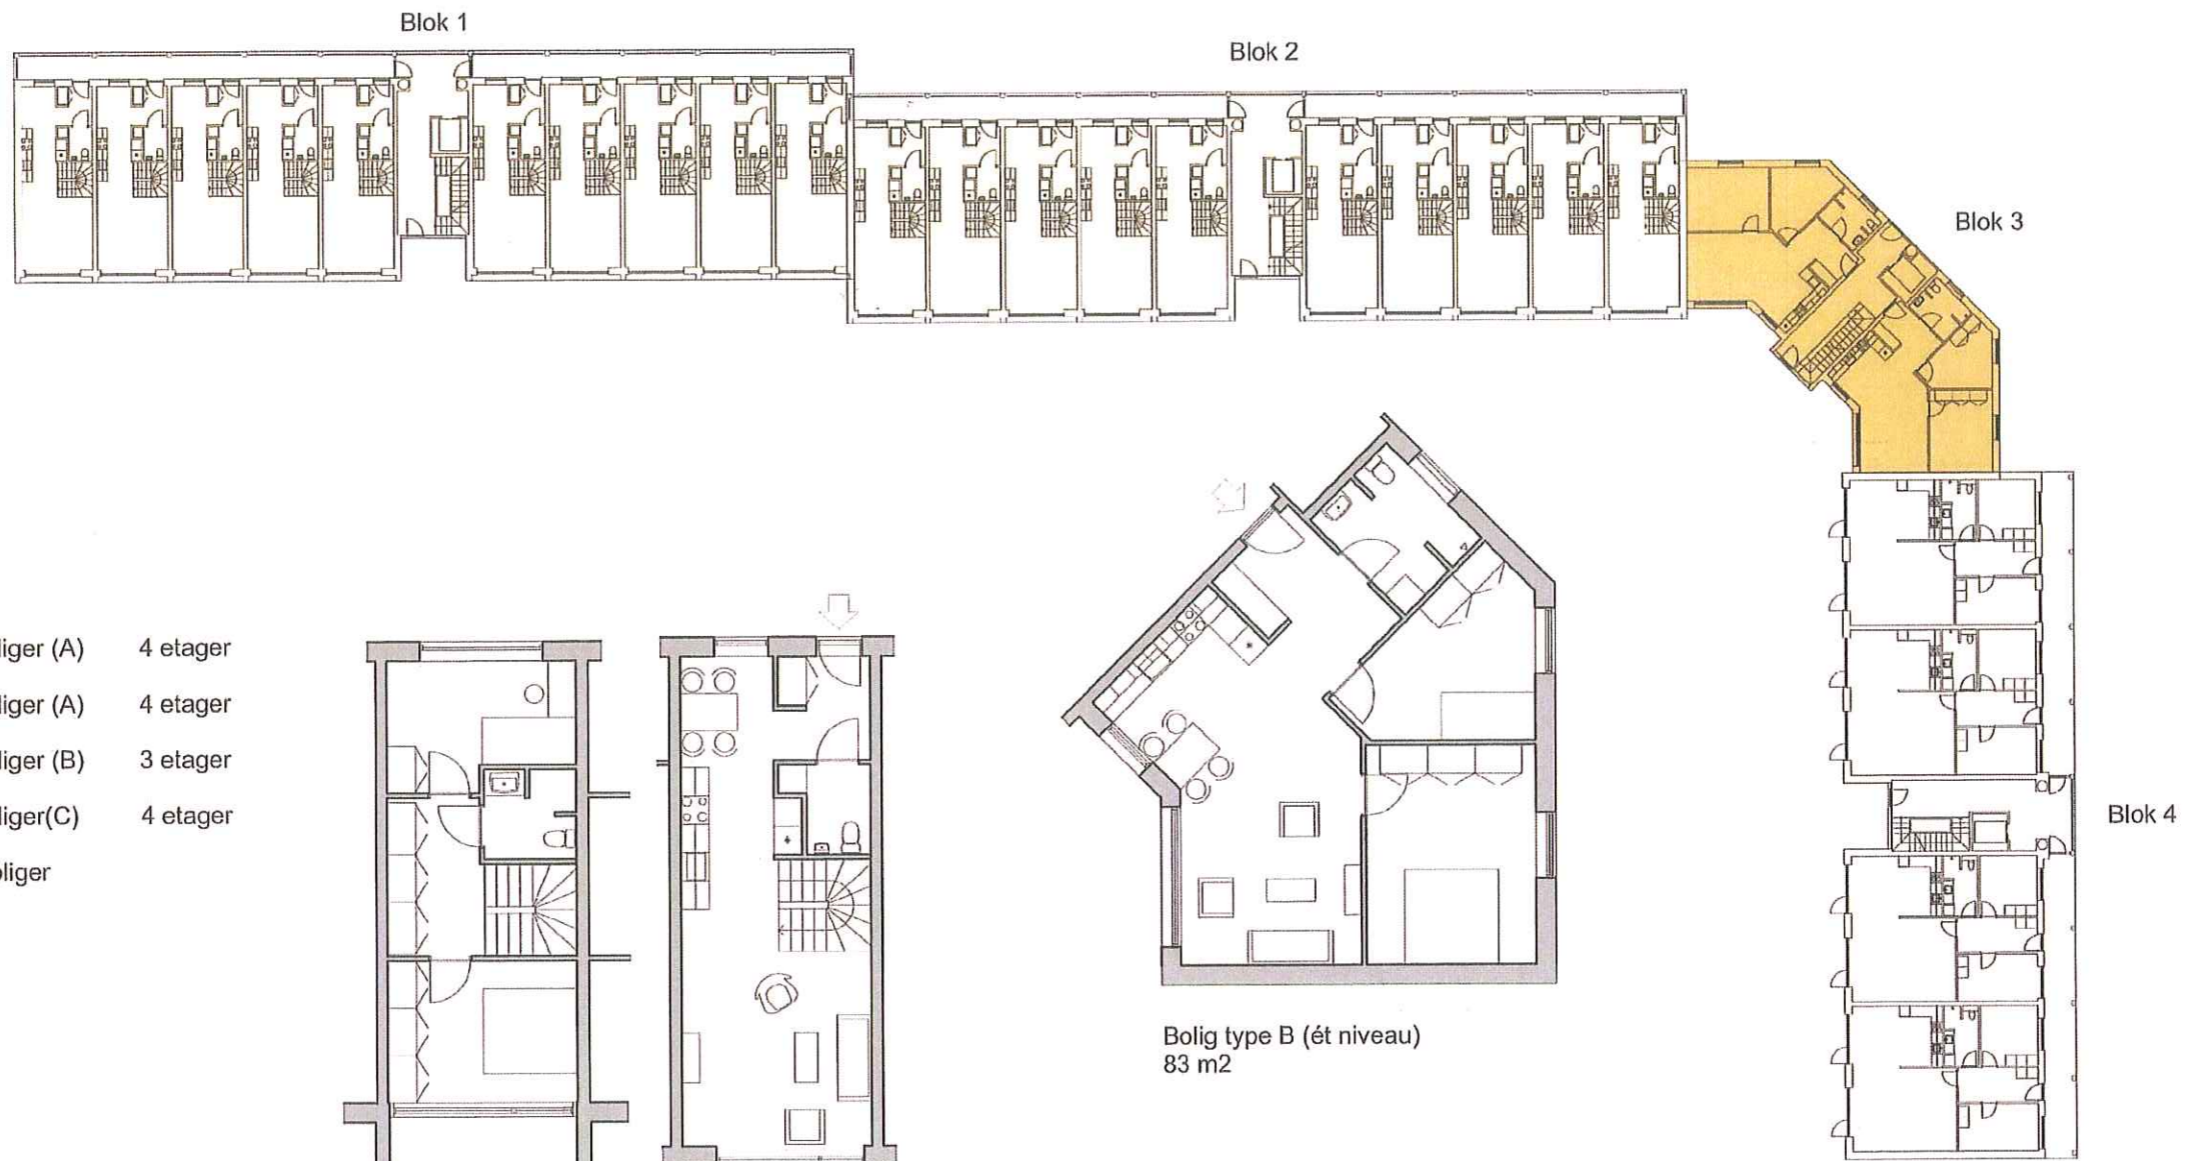 Blok 1
Blok 2
Blok 3
Blok 4
liger (A) 4 etager
liger (A) 4 etager
liger (B) 3 etager
liger(C) 4 etager
oliger
Bolig type B (ét niveau)
83 m2